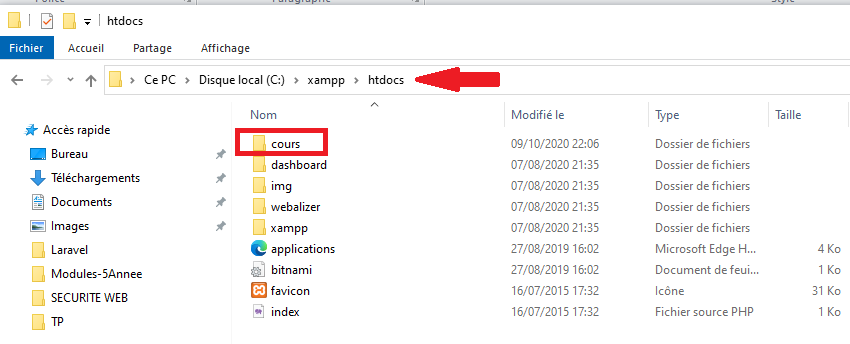 Paragraphe
Style
htdocs
Fichier Accueil Partage Affichage
Ce PC Disque local (C:) xampp htdocs
Nom Modifié le Type Taille
Accès rapide
Bureau
Téléchargements
Documents
Images
Laravel
Modules-5Annee
SECURITE WEB
TP
cours 09/10/2020 22:06 Dossier de fichiers
dashboard 07/08/2020 21:35 Dossier de fichiers
img 07/08/2020 21:35 Dossier de fichiers
webalizer 07/08/2020 21:35 Dossier de fichiers
xampp 07/08/2020 21:35 Dossier de fichiers
applications 27/08/2019 16:02 Microsoft Edge H... 4 Ko
bitnami 27/08/2019 16:02 Document de feui... 1 Ko
favicon 16/07/2015 17:32 Icône 31 Ko
index 16/07/2015 17:32 Fichier source PHP 1 Ko